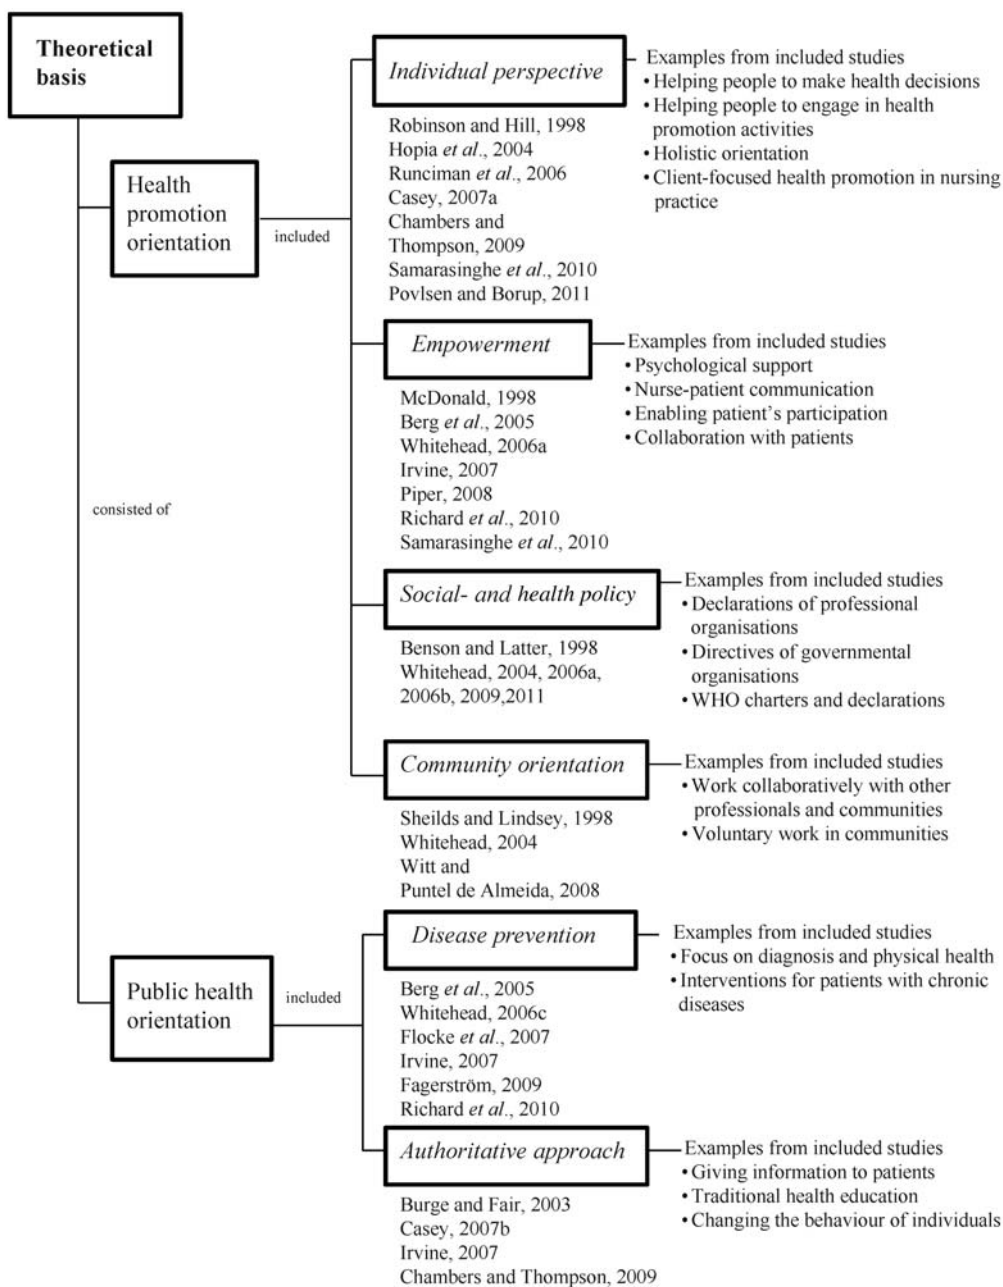 Theoretical
basis
Health
promotion
orientation
included
Individual perspective
Robinson and Hill, 1998
Hopia et al., 2004
Runciman et al., 2006
Casey, 2007a
Chambers and
Thompson, 2009
Samarasinghe et al., 2010
Povlsen and Borup, 2011
Examples from included studies
• Helping people to make health decisions
• Helping people to engage in health
promotion activities
• Holistic orientation
• Client-focused health promotion in nursing
practice
Empowerment
McDonald, 1998
Berg et al., 2005
Whitehead, 2006a
Irvine, 2007
Piper, 2008
Richard et al., 2010
Samarasinghe et al., 2010
Examples from included studies
• Psychological support
• Nurse-patient communication
• Enabling patient's participation
• Collaboration with patients
consisted of
Social- and health policy
Benson and Latter, 1998
Whitehead, 2004, 2006a,
2006b, 2009,2011
Examples from included studies
• Declarations of professional
organisations
• Directives of governmental
organisations
• WHO charters and declarations
Community orientation
Sheilds and Lindsey, 1998
Whitehead, 2004
Witt and
Puntel de Almeida, 2008
Examples from included studies
• Work collaboratively with other
professionals and communities
• Voluntary work in communities
Public health
orientation
included
Disease prevention
Berg et al., 2005
Whitehead, 2006c
Flocke et al., 2007
Irvine, 2007
Fagerström, 2009
Richard et al., 2010
Examples from included studies
• Focus on diagnosis and physical health
• Interventions for patients with chronic
diseases
Authoritative approach
Burge and Fair, 2003
Casey, 2007b
Irvine, 2007
Chambers and Thompson, 2009
Examples from included studies
• Giving information to patients
• Traditional health education
• Changing the behaviour of individuals